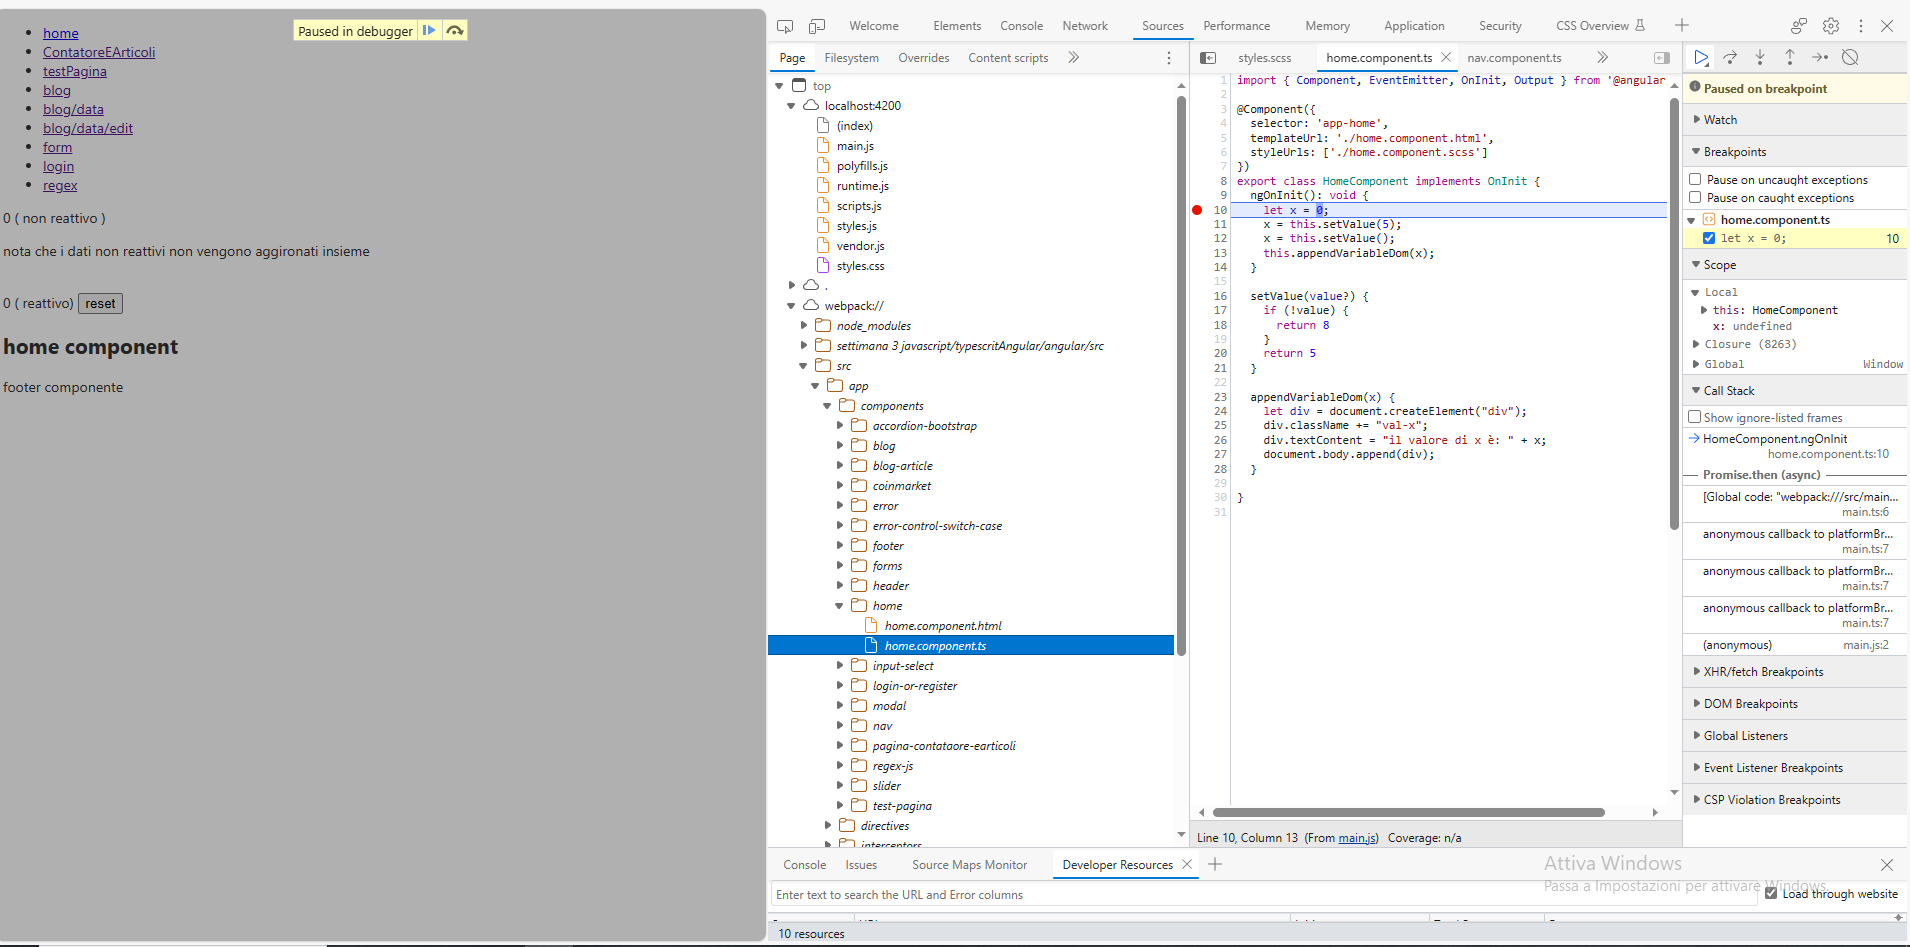 home
ContatoreEArticoli
testPagina
blog
blog/data
blog/data/edit
form
login
regex
Paused in debugger
0 ( non reattivo )
nota che i dati non reattivi non vengono aggironati insieme
0 ( reattivo) reset
home component
footer componente
Welcome Elements Console Network Sources Performance Memory Application Security CSS Overview
Page Filesystem Overrides Content scripts
top
localhost:4200
(index)
main.js
polyfills.js
runtime.js
scripts.js
styles.js
vendor.js
styles.css
.
webpack://
node_modules
settimana 3 javascript/typescritAngular/angular/src
src
app
components
accordion-bootstrap
blog
blog-article
coinmarket
error
error-control-switch-case
footer
forms
header
home
home.component.html
home.component.ts
input-select
login-or-register
modal
nav
pagina-contataore-earticoli
regex-js
slider
test-pagina
directives
interceptors
styles.scss home.component.ts nav.component.ts
1 import { Component, EventEmitter, OnInit, Output } from '@angular
2
3 @Component({
4 selector: 'app-home',
5 templateUrl: './home.component.html',
6 styleUrls: ['./home.component.scss']
7 })
8 export class HomeComponent implements OnInit {
9 ngOnInit(): void {
10 let x = 0;
11 x = this.setValue(5);
12 x = this.setValue();
13 this.appendVariableDom(x);
14 }
15
16 setValue(value?) {
17 if (!value) {
18 return 8
19 }
20 return 5
21 }
22
23 appendVariableDom(x) {
24 let div = document.createElement("div");
25 div.className += "val-x";
26 div.textContent = "il valore di x è: " + x;
27 document.body.append(div);
28 }
29
30 }
31
Line 10, Column 13 (From main.js) Coverage: n/a
Paused on breakpoint
Watch
Breakpoints
Pause on uncaught exceptions
Pause on caught exceptions
home.component.ts
let x = 0; 10
Scope
Local
this: HomeComponent
x: undefined
Closure (8263)
Global Window
Call Stack
Show ignore-listed frames
HomeComponent.ngOnInit
home.component.ts:10
Promise.then (async)
[Global code: "webpack:///src/main...
main.ts:6
anonymous callback to platformBr...
main.ts:7
anonymous callback to platformBr...
main.ts:7
anonymous callback to platformBr...
main.ts:7
(anonymous) main.js:2
XHR/fetch Breakpoints
DOM Breakpoints
Global Listeners
Event Listener Breakpoints
CSP Violation Breakpoints
Console Issues Source Maps Monitor Developer Resources
Attiva Windows
Passa a Impostazioni per attivare Windows.
Enter text to search the URL and Error columns
Load through website
10 resources